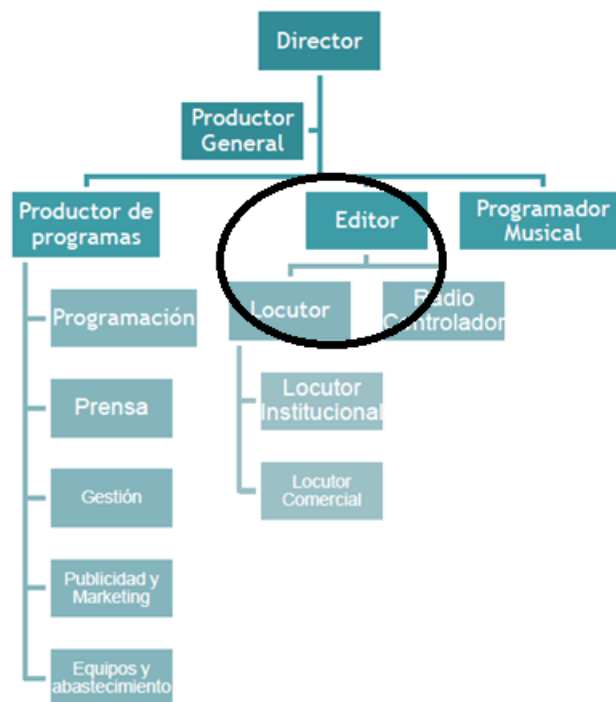 Director
Productor
General
Productor de
programas
Editor
Programador
Musical
Programación
Locutor
Radio
Controlador
Prensa
Locutor
Institucional
Gestión
Locutor
Comercial
Publicidad y
Marketing
Equipos y
abastecimiento